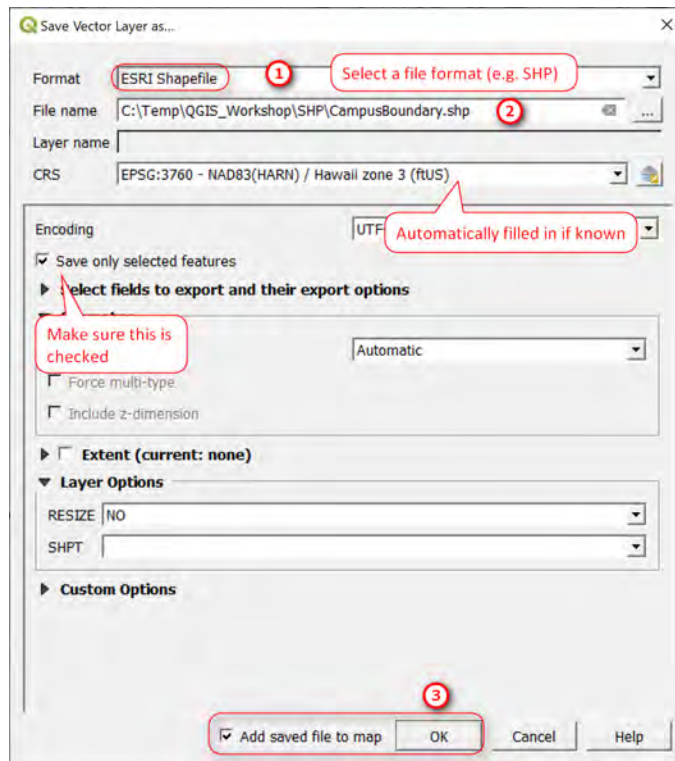 Save Vector Layer as...
Format
ESRI Shapefile
1
Select a file format (e.g. SHP)
File name
C:\Temp\QGIS_Workshop\SHP\CampusBoundary.shp
2
...
Layer name
CRS
EPSG:3760 - NAD83(HARN) / Hawaii zone 3 (ftUS)
Encoding
UTF
Automatically filled in if known
Save only selected features
Select fields to export and their export options
Make sure this is
checked
Automatic
Force multi-type
Include z-dimension
Extent (current: none)
Layer Options
RESIZE
NO
SHPT
Custom Options
3
Add saved file to map
OK
Cancel
Help